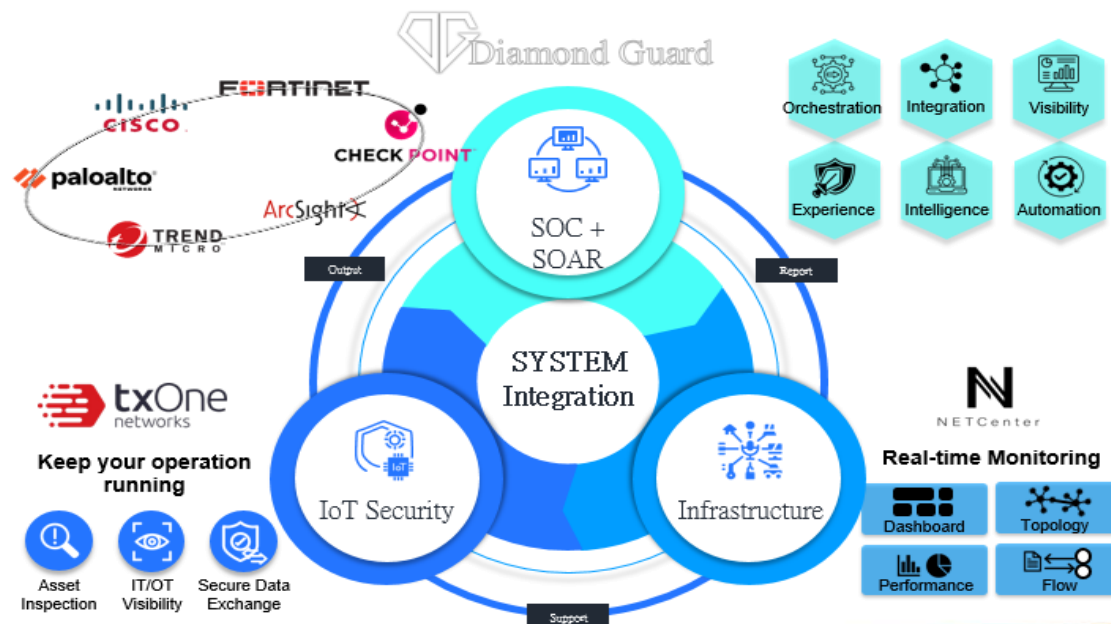 Diamond Guard
FORTINET
CISCO
CHECK POINT
paloalto
NETWORKS
ArcSight
TREND
MICRO
Orchestration
Integration
Visibility
Experience
Intelligence
Automation
SOC +
SOAR
Output
Report
SYSTEM
Integration
txOne
networks
Keep your operation
running
Asset
Inspection
IT/OT
Visibility
Secure Data
Exchange
IoT
IoT Security
Infrastructure
NETCenter
Real-time Monitoring
Dashboard
Topology
Performance
Flow
Support